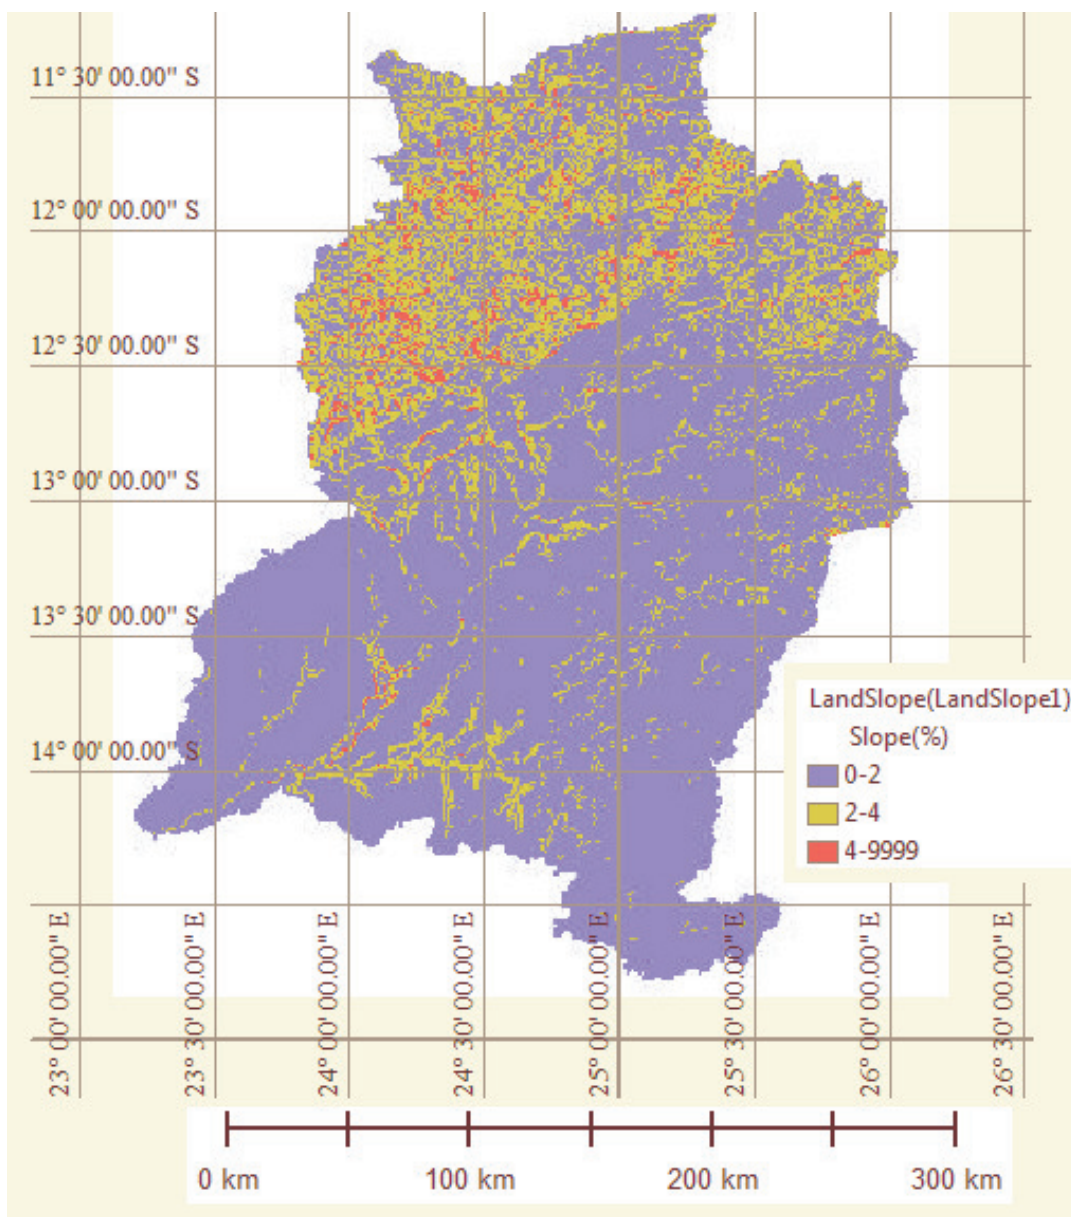 11° 30' 00.00" S
12° 00' 00.00" S
12° 30' 00.00" S
13° 00' 00.00" S
13° 30' 00.00" S
14° 00' 00.00" S
LandSlope(LandSlope1)
Slope(%)
0-2
2-4
4-9999
23° 00' 00.00" E
23° 30' 00.00" E
24° 00' 00.00" E
24° 30' 00.00" E
25° 00' 00.00" E
25° 30' 00.00" E
26° 00' 00.00" E
26° 30' 00.00" E
0 km
100 km
200 km
300 km